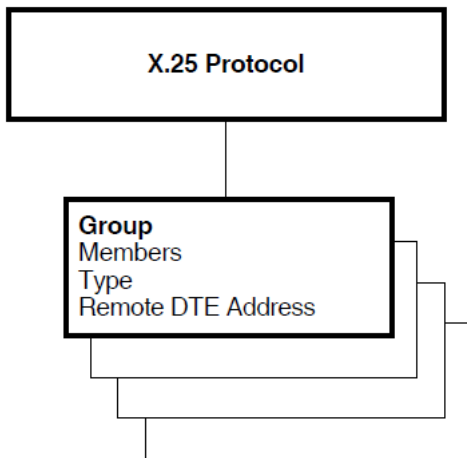 X.25 Protocol
Group
Members
Type
Remote DTE Address